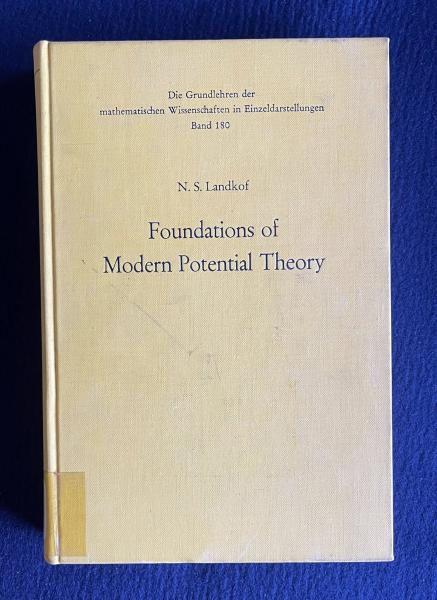 Die Grundlehren der
mathematischen Wissenschaften in Einzeldarstellungen
Band 180
N. S. Landkof
Foundations of
Modern Potential Theory